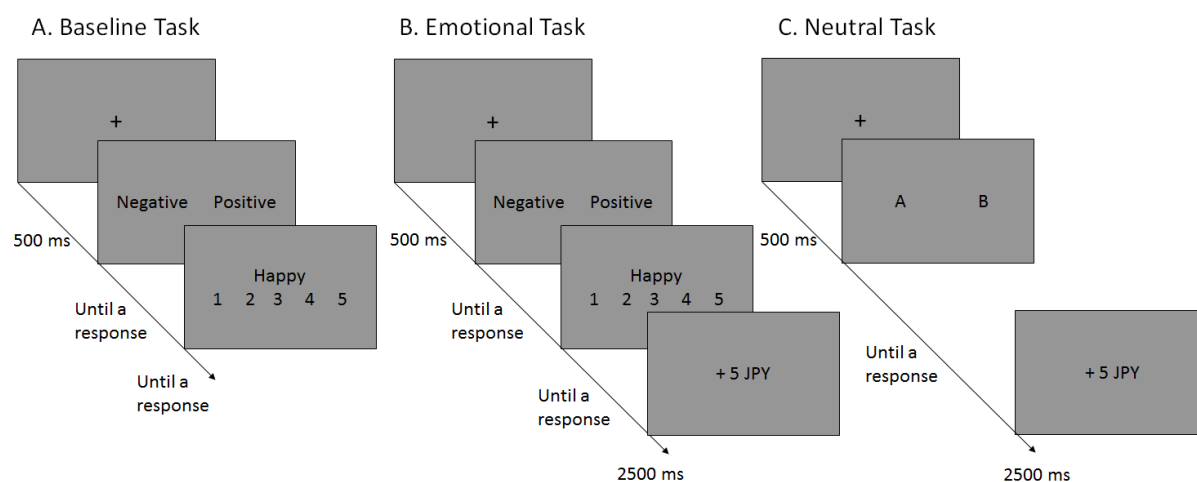 A. Baseline Task
+
Negative Positive
500 ms
Happy
1 2 3 4 5
Until a
response
Until a
response
B. Emotional Task
+
Negative Positive
500 ms
Happy
1 2 3 4 5
Until a
response
+ 5 JPY
Until a
response
2500 ms
C. Neutral Task
+
A B
500 ms
Until a
response
+ 5 JPY
2500 ms